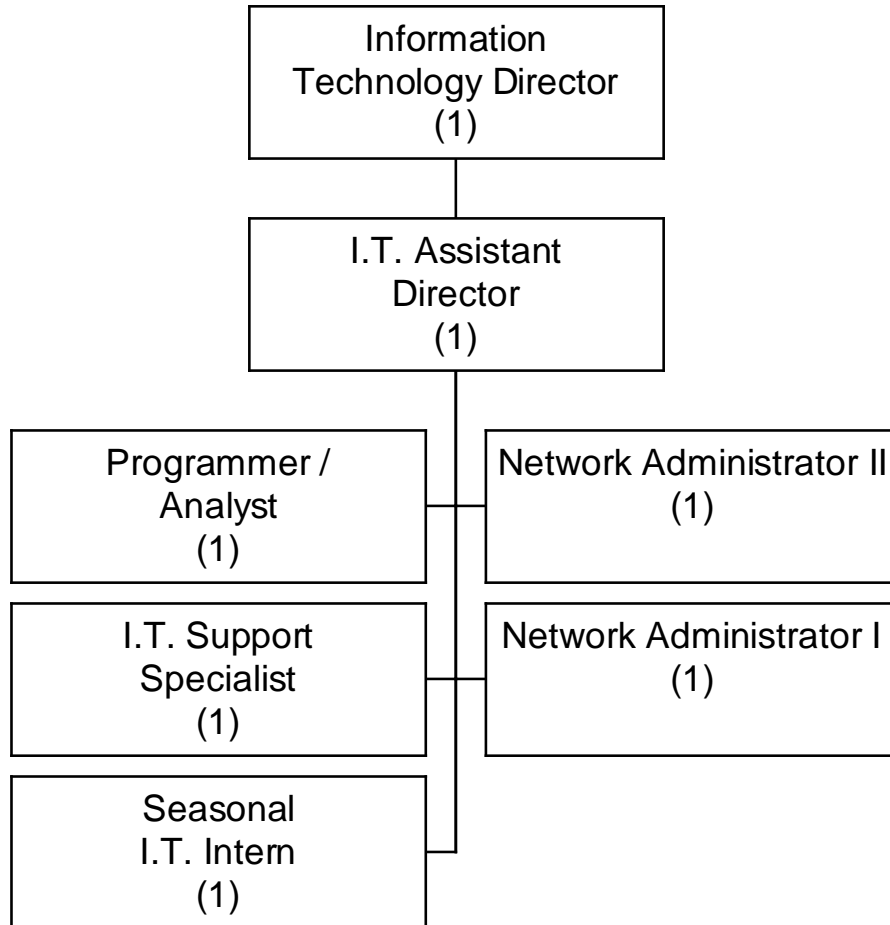 Information
Technology Director
(1)
I.T. Assistant
Director
(1)
Programmer /
Analyst
(1)
Network Administrator II
(1)
I.T. Support
Specialist
(1)
Network Administrator I
(1)
Seasonal
I.T. Intern
(1)